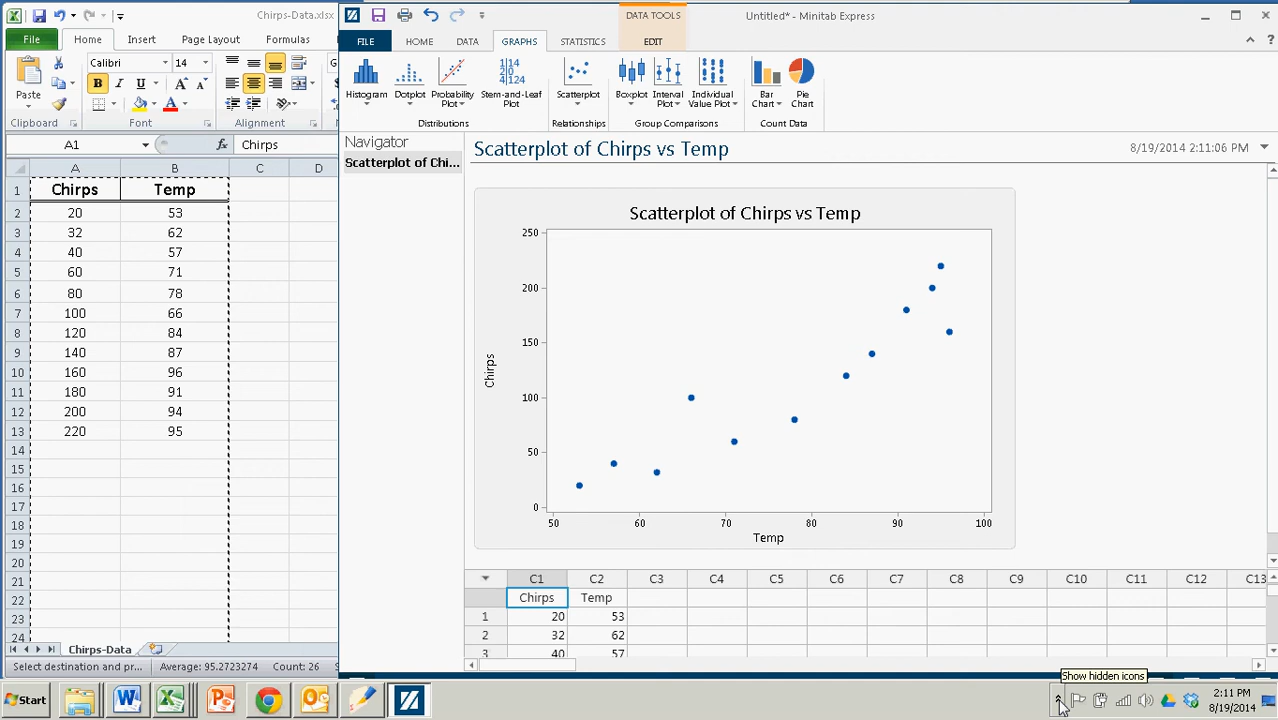 Chirps-Data.xlsx
File Home Insert Page Layout Formulas
Calibri 14
Paste
B I U A A
A
Clipboard Font Alignment
A1 fx Chirps
A B C D
1 Chirps Temp
2 20 53
3 32 62
4 40 57
5 60 71
6 80 78
7 100 66
8 120 84
9 140 87
10 160 96
11 180 91
12 200 94
13 220 95
14
15
16
17
18
19
20
21
22
23
24
Chirps-Data
Select destination and pr... Average: 95.2723274 Count: 26
DATA TOOLS Untitled* - Minitab Express
FILE HOME DATA GRAPHS STATISTICS EDIT
Histogram Dotplot Probability Plot Stem-and-Leaf Plot Scatterplot Boxplot Interval Plot Individual Value Plot Bar Chart Pie Chart
Distributions Relationships Group Comparisons Count Data
Navigator
Scatterplot of Chi...
Scatterplot of Chirps vs Temp 8/19/2014 2:11:06 PM
Scatterplot of Chirps vs Temp
250
200
150
100
50
0
Chirps
50 60 70 80 90 100
Temp
C1 C2 C3 C4 C5 C6 C7 C8 C9 C10 C11 C12 C13
Chirps Temp
1 20 53
2 32 62
3 40 57
Show hidden icons
Start 2:11 PM
8/19/2014